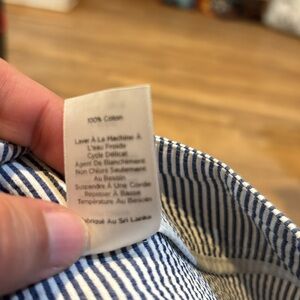 100% Coton
Laver À La Machine À
L'eau Froide
Cycle Délicat
Agent De Blanchiment
Non Chloré Seulement
Au Besoin
Suspendre À Une Corde
Repasser À Basse
Température Au Besoin
Fabriqué Au Sri Lanka